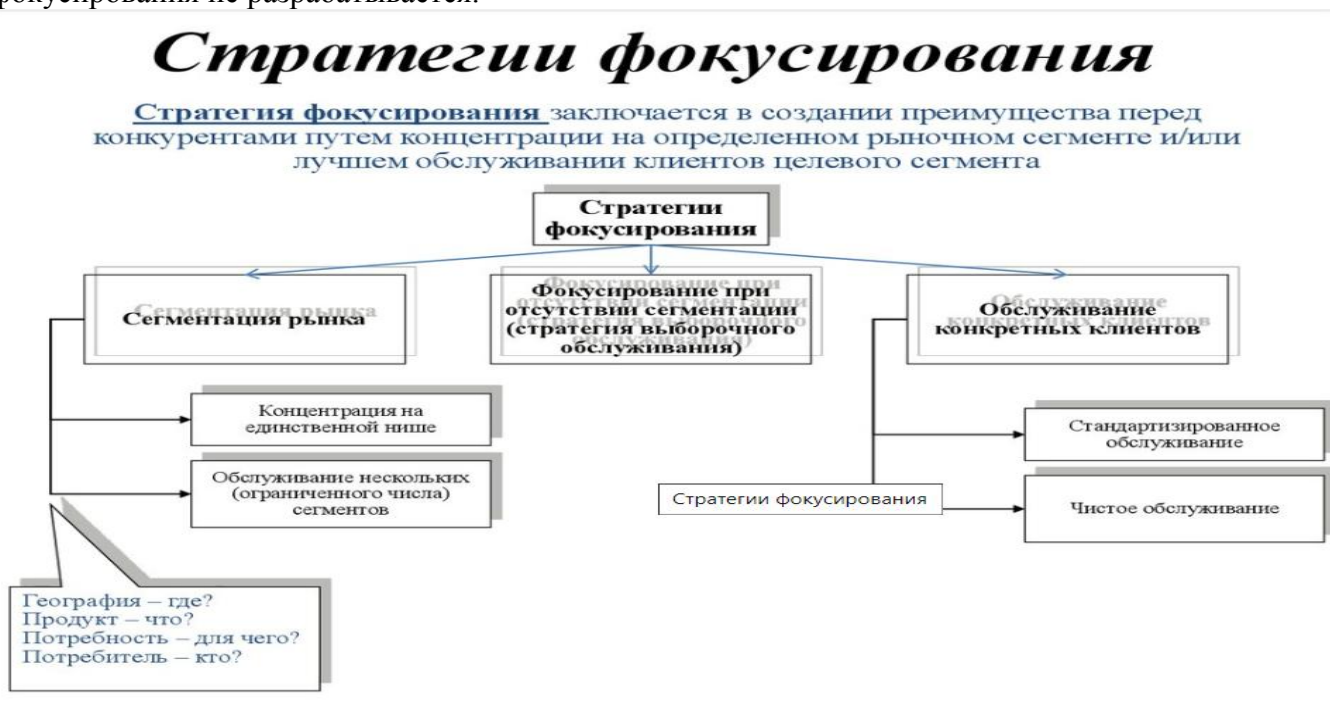 фокусирования не разрабатывается.
Стратегии фокусирования
Стратегия фокусирования заключается в создании преимущества перед
конкурентами путем концентрации на определенном рыночном сегменте и/или
лучшем обслуживании клиентов целевого сегмента
Стратегии
фокусирования
Сегментация рынка
Фокусирование при
отсутствии сегментации
(стратегия выборочного
обслуживания)
Обслуживание
конкретных клиентов
Концентрация на
единственной нише
Обслуживание нескольких
(ограниченного числа)
сегментов
Стандартизированное
обслуживание
Стратегии фокусирования
Чистое обслуживание
География – где?
Продукт – что?
Потребность – для чего?
Потребитель – кто?